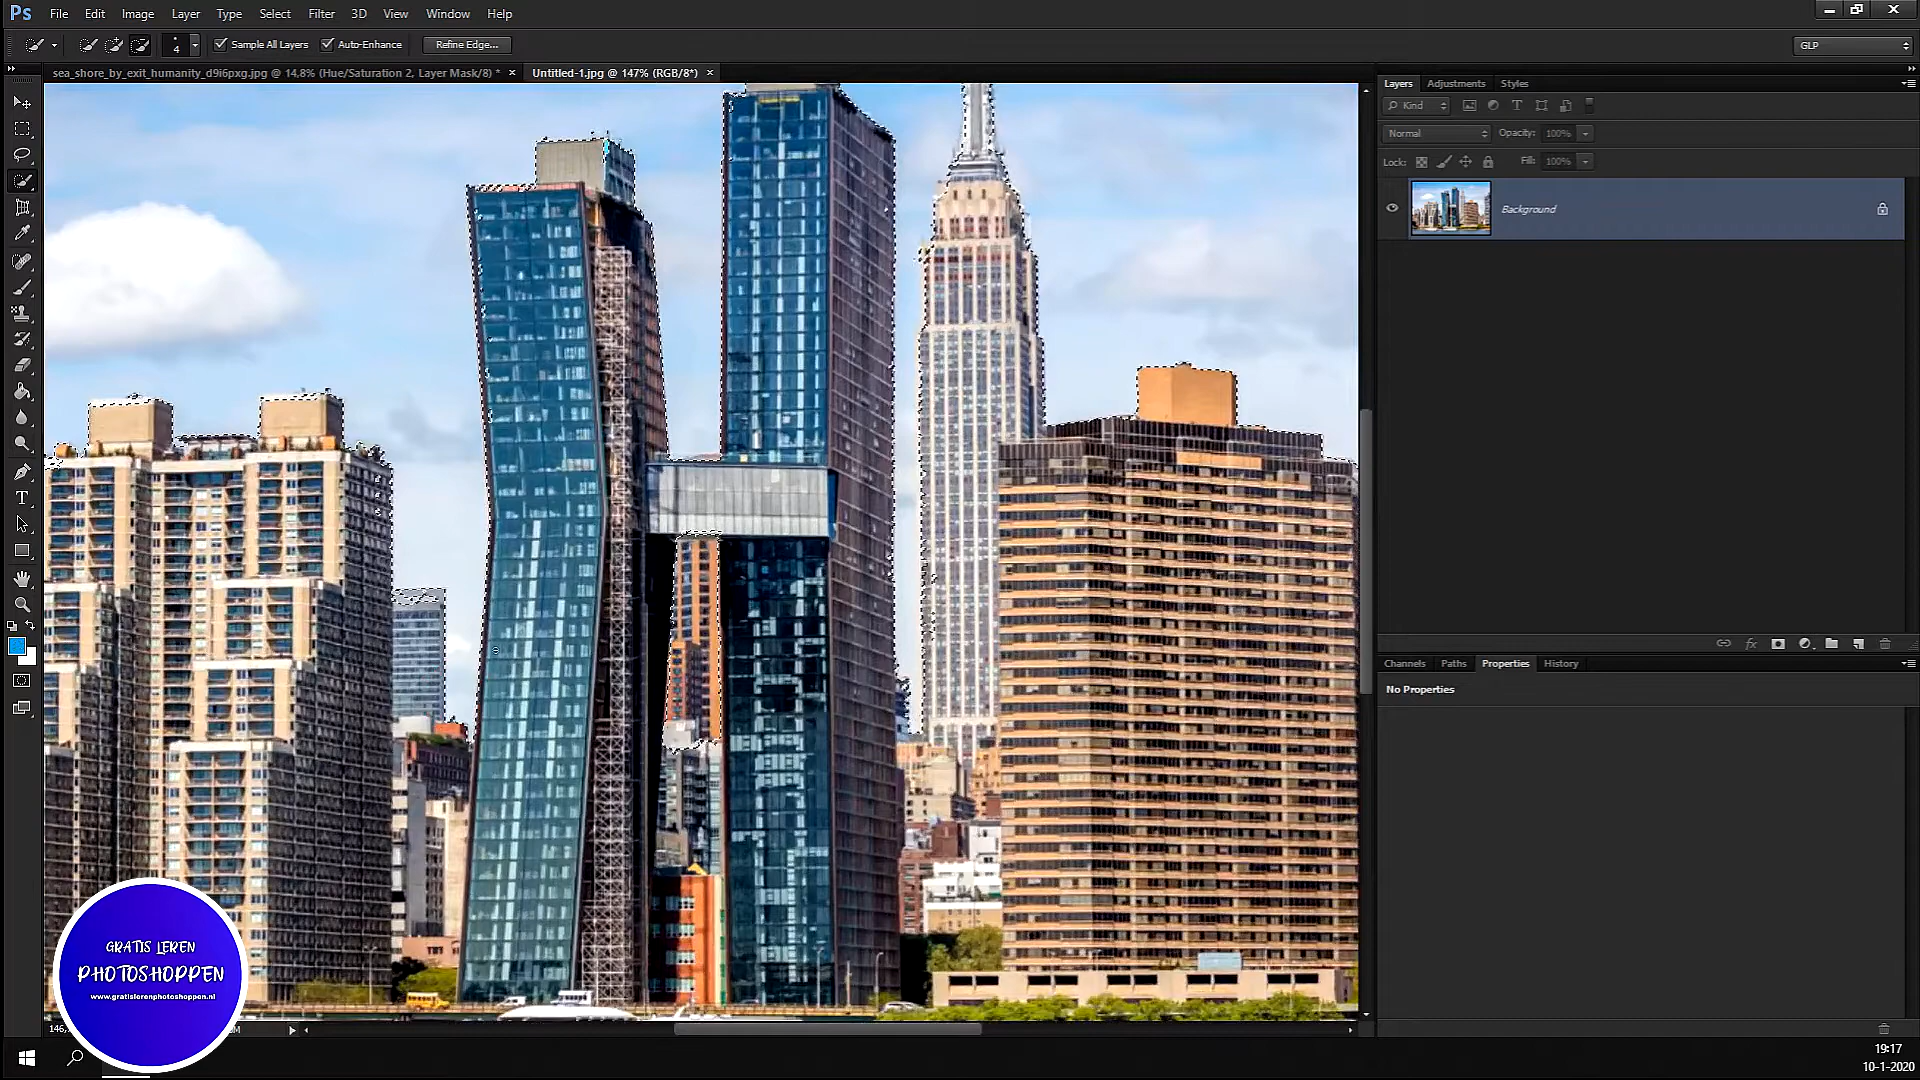 Ps File Edit Image Layer Type Select Filter 3D View Window Help
4 Sample All Layers Auto-Enhance Refine Edge... GLP
sea_shore_by_exit_humanity_d9i6pxg.jpg @ 14,8% (Hue/Saturation 2, Layer Mask/8) * Untitled-1.jpg @ 147% (RGB/8*)
Layers Adjustments Styles
Kind
Normal Opacity: 100%
Lock: Fill: 100%
Background
Channels Paths Properties History
No Properties
GRATIS LEREN
PHOTOSHOPPEN
www.gratislerenphotoshoppen.nl
19:17
10-1-2020